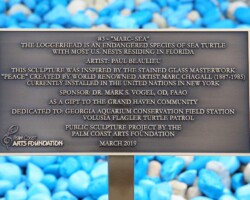 #3 - "MARC- SEA"
THE LOGGERHEAD IS AN ENDANGERED SPECIES OF SEA TURTLE
WITH MOST U.S. NESTS RESIDING IN FLORIDA
ARTIST: PAUL BEAULIEU
THIS SCULPTURE WAS INSPIRED BY THE STAINED GLASS MASTERWORK
"PEACE" CREATED BY WORLD RENOWNED ARTIST MARC CHAGALL (1887-1985)
CURRENTLY INSTALLED IN THE UNITED NATIONS IN NEW YORK
SPONSOR: DR. MARK S. VOGEL, OD, FAAO
AS A GIFT TO THE GRAND HAVEN COMMUNITY
DEDICATED TO GEORGIA AQUARIUM CONSERVATION FIELD STATION
VOLUSIA FLAGLER TURTLE PATROL
PUBLIC SCULPTURE PROJECT BY THE
PALM COAST ARTS FOUNDATION
MARCH 2019
PALM COAST
ARTS FOUNDATION